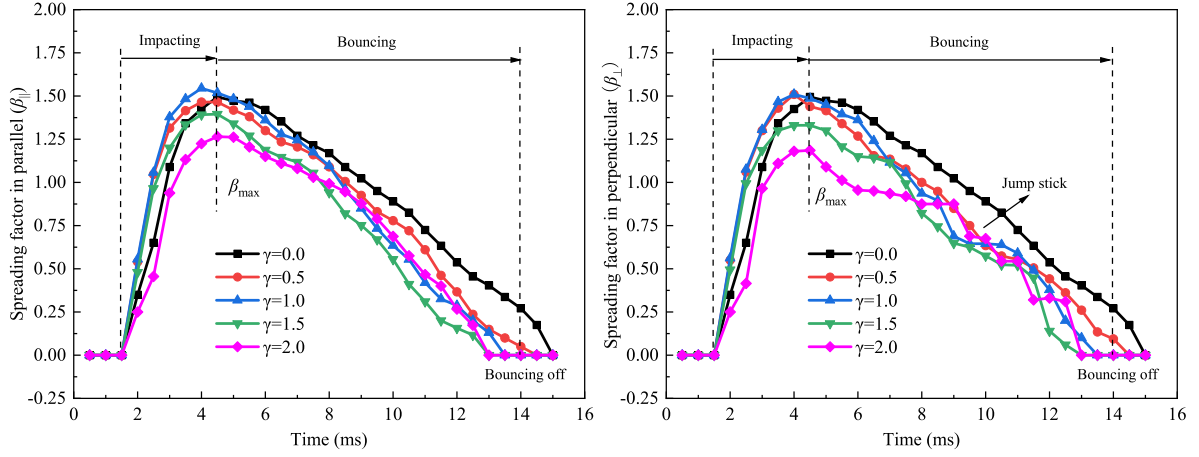 2.00
1.75
1.50
1.25
1.00
0.75
0.50
0.25
0.00
-0.25
Spreading factor in parallel (β∥)
Impacting
Bouncing
βmax
γ=0.0
γ=0.5
γ=1.0
γ=1.5
γ=2.0
Bouncing off
0 2 4 6 8 10 12 14 16
Time (ms)
2.00
1.75
1.50
1.25
1.00
0.75
0.50
0.25
0.00
-0.25
Spreading factor in perpendicular (β⊥)
Impacting
Bouncing
βmax
Jump stick
γ=0.0
γ=0.5
γ=1.0
γ=1.5
γ=2.0
Bouncing off
0 2 4 6 8 10 12 14 16
Time (ms)